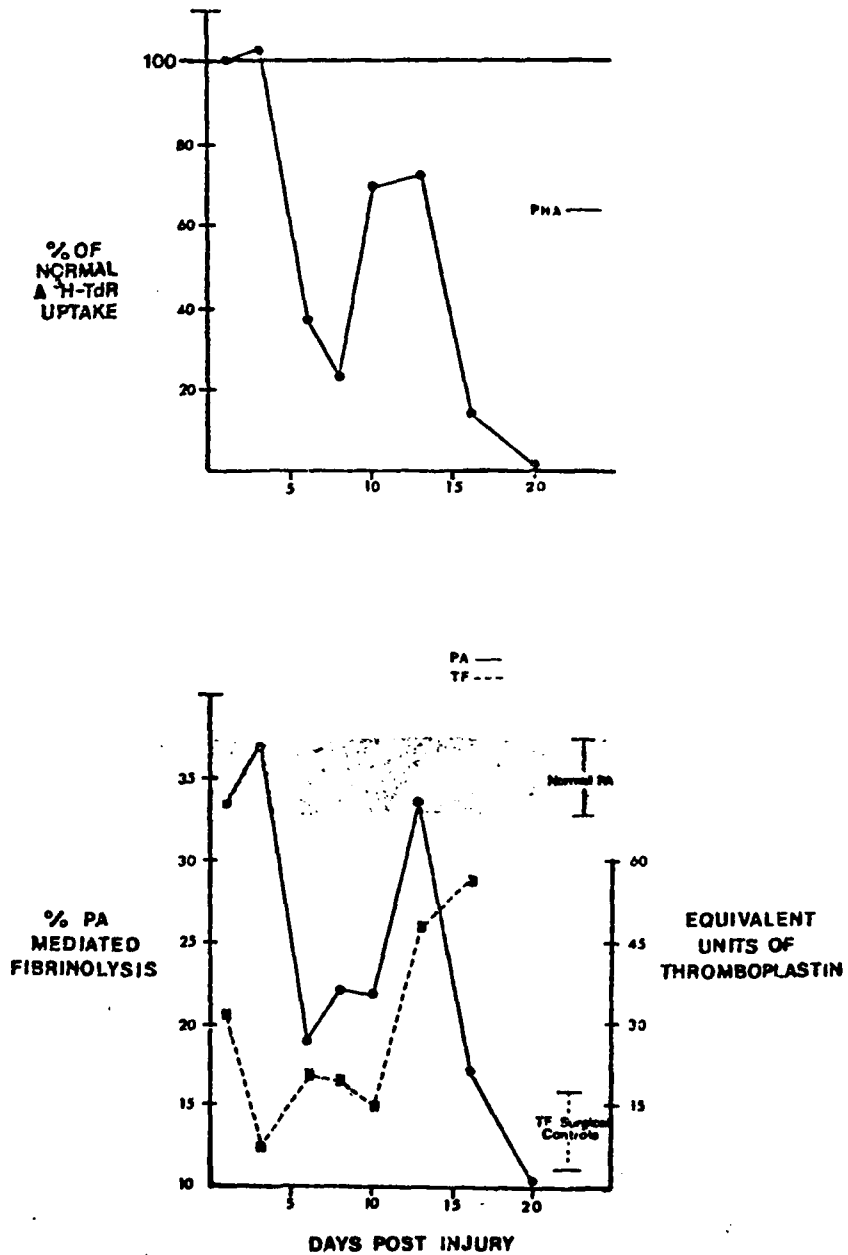 100
80
60
40
20
% OF
NORMAL
Δ ³H-TdR
UPTAKE
PHA
5
10
15
20
PA
TF
35
30
25
20
15
10
Normal PA
60
45
30
15
% PA
MEDIATED
FIBRINOLYSIS
EQUIVALENT
UNITS OF
THROMBOPLASTIN
TF Surgical
Controls
5
10
15
20
DAYS POST INJURY